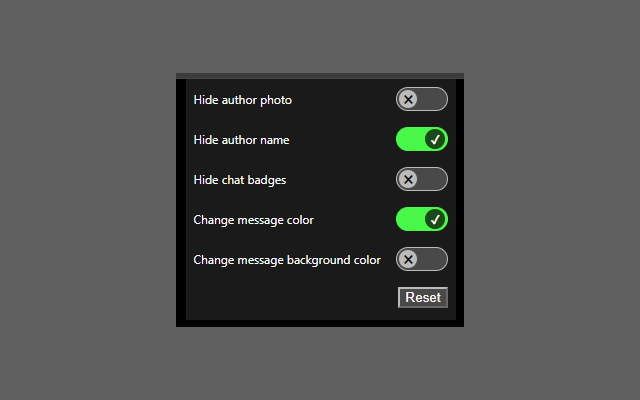 Hide author photo
Hide author name
Hide chat badges
Change message color
Change message background color
Reset